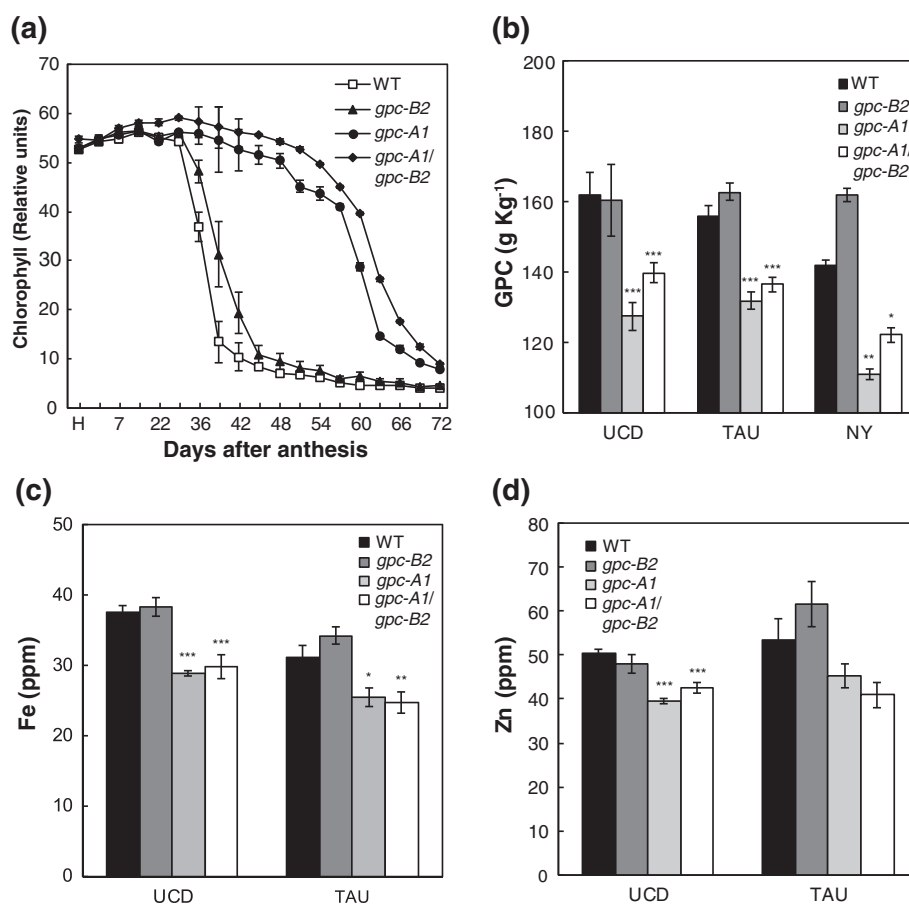 (a)
70
60
50
40
30
20
10
0
Chlorophyll (Relative units)
H 7 22 36 42 48 54 60 66 72
Days after anthesis
WT
gpc-B2
gpc-A1
gpc-A1/
gpc-B2
(b)
200
180
160
140
120
100
GPC (g Kg-1)
WT
gpc-B2
gpc-A1
gpc-A1/
gpc-B2
*** *** *** *** ** *
UCD TAU NY
(c)
50
40
30
20
10
0
Fe (ppm)
WT
gpc-B2
gpc-A1
gpc-A1/
gpc-B2
*** *** * **
UCD TAU
(d)
80
70
60
50
40
30
20
10
0
Zn (ppm)
WT
gpc-B2
gpc-A1
gpc-A1/
gpc-B2
*** ***
UCD TAU